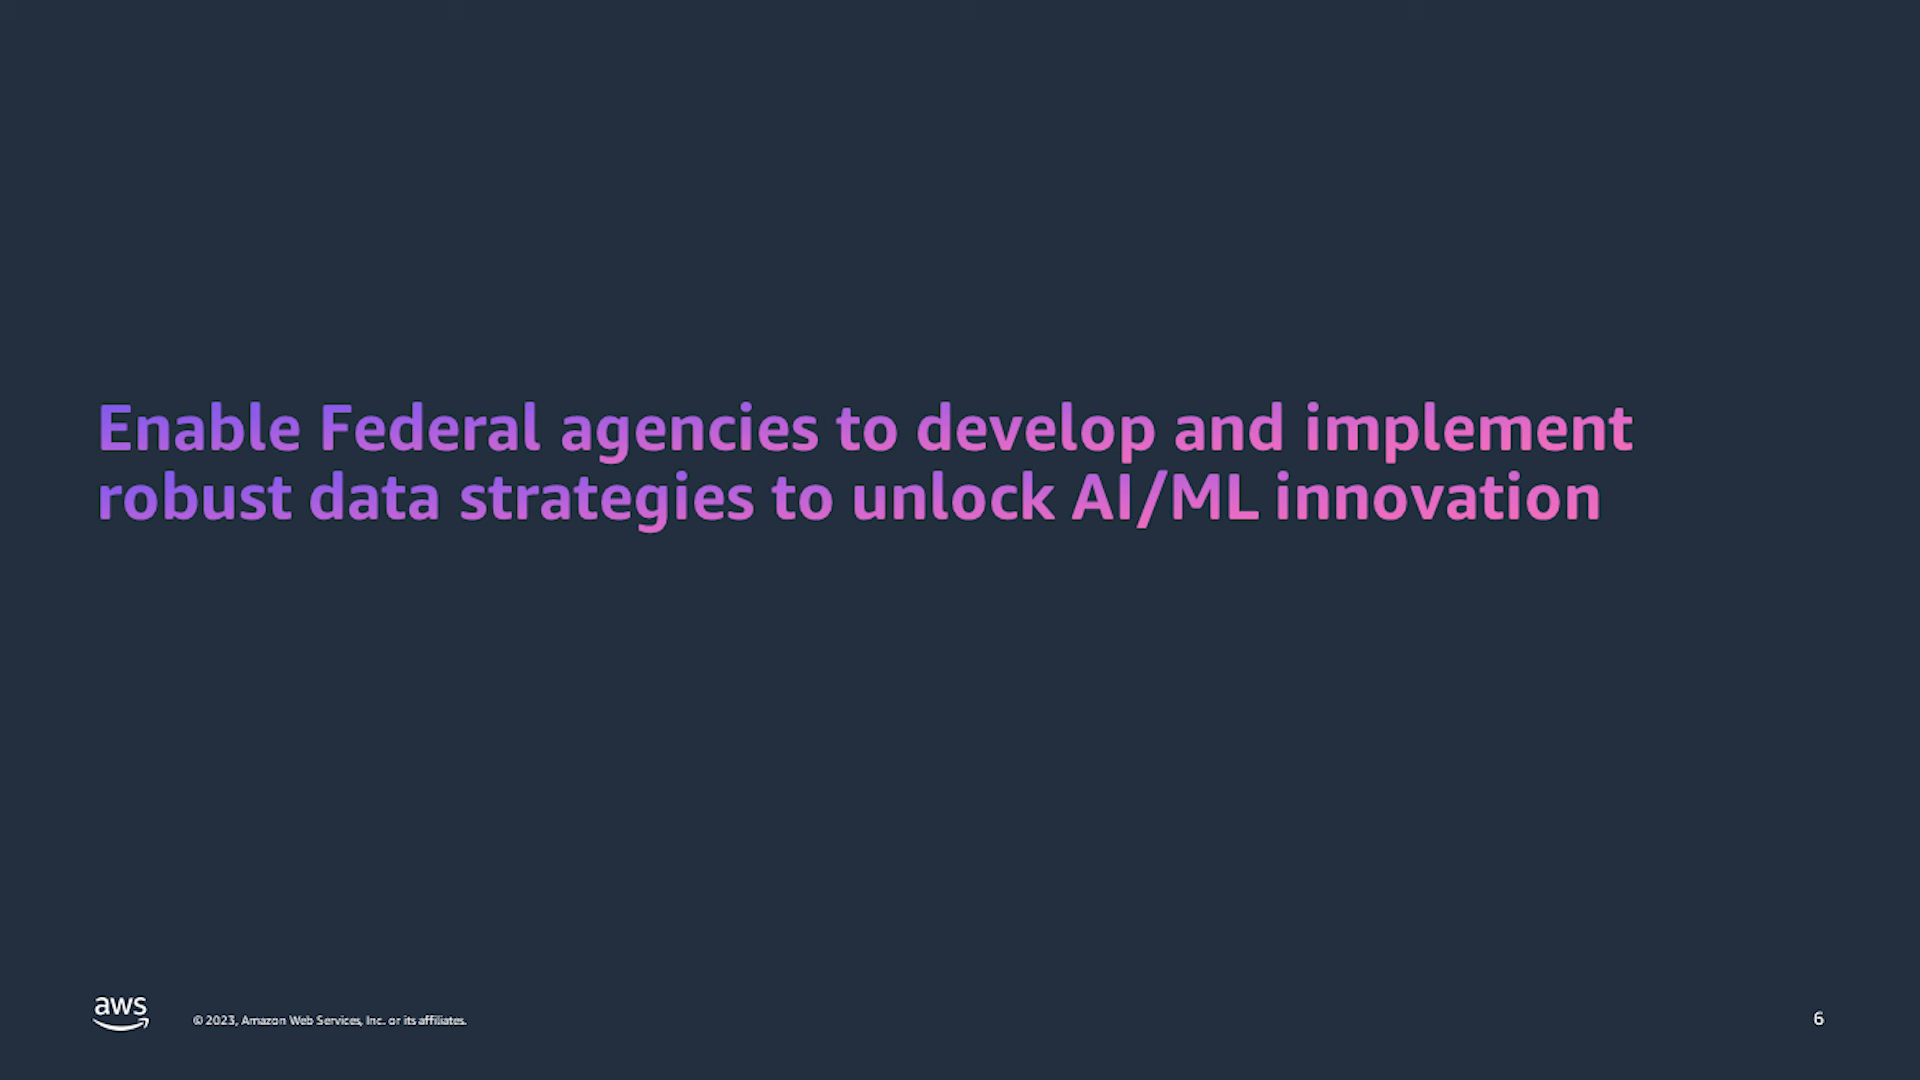 Enable Federal agencies to develop and implement
robust data strategies to unlock AI/ML innovation
aws
© 2023, Amazon Web Services, Inc. or its affiliates.
6